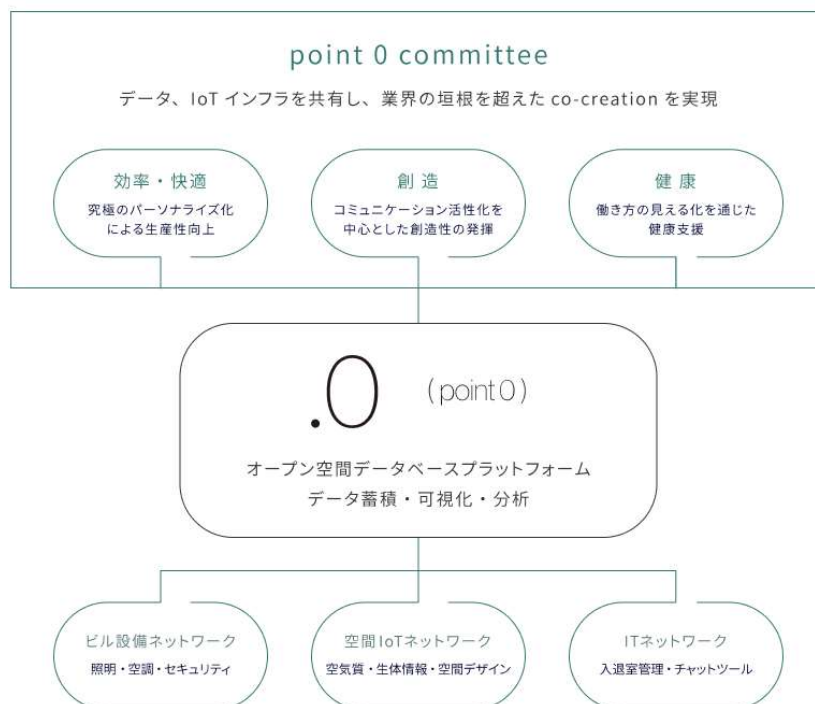 point 0 committee
データ、IoT インフラを共有し、業界の垣根を超えた co-creation を実現
効率・快適
究極のパーソナライズ化
による生産性向上
創 造
コミュニケーション活性化を
中心とした創造性の発揮
健 康
働き方の見える化を通じた
健康支援
.0 (point 0)
オープン空間データベースプラットフォーム
データ蓄積・可視化・分析
ビル設備ネットワーク
照明・空調・セキュリティ
空間IoTネットワーク
空気質・生体情報・空間デザイン
ITネットワーク
入退室管理・チャットツール